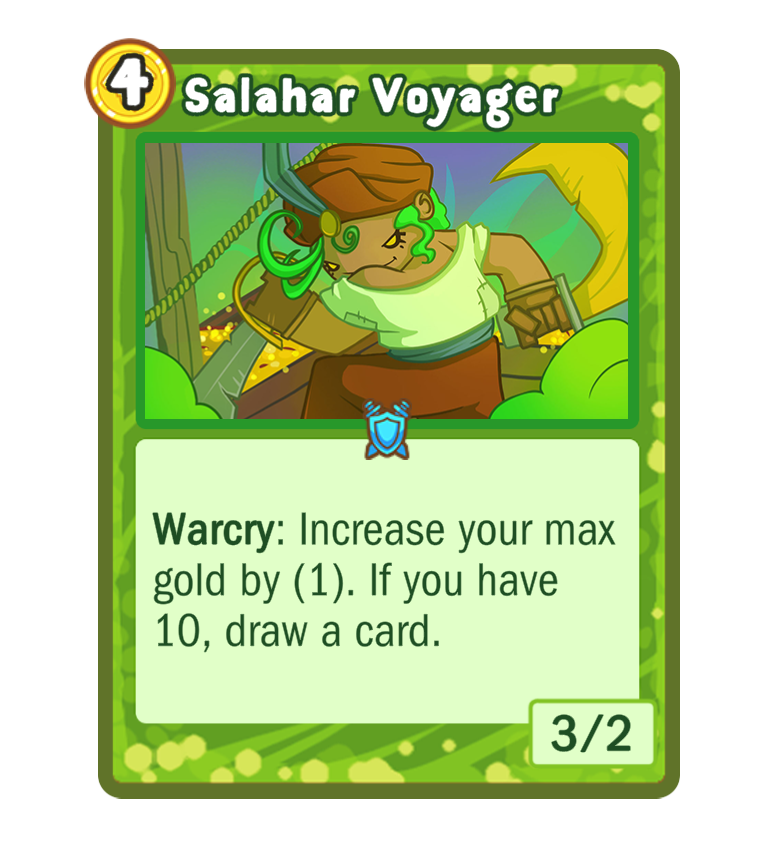 4
Salahar Voyager
Warcry: Increase your max
gold by (1). If you have
10, draw a card.
3/2